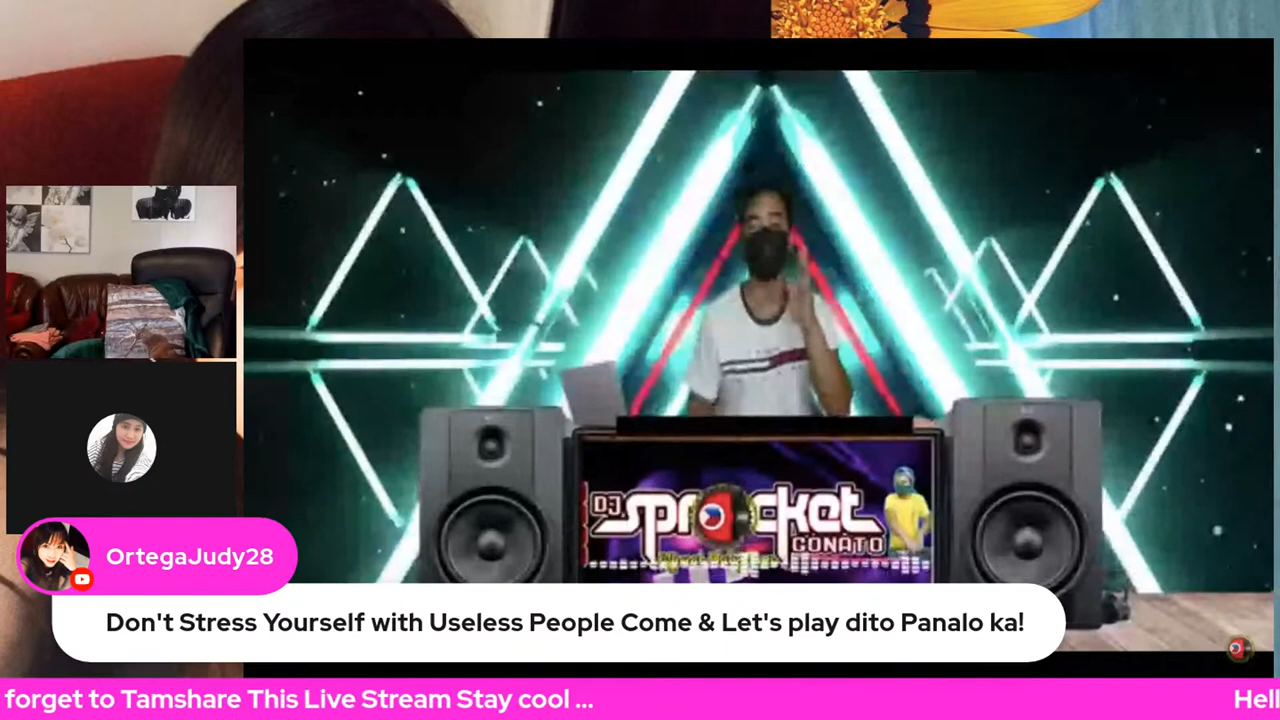 DJ. sprocket
CONATO
OrtegaJudy28
Don't Stress Yourself with Useless People Come & Let's play dito Panalo ka!
forget to Tamshare This Live Stream Stay cool ...
Hell